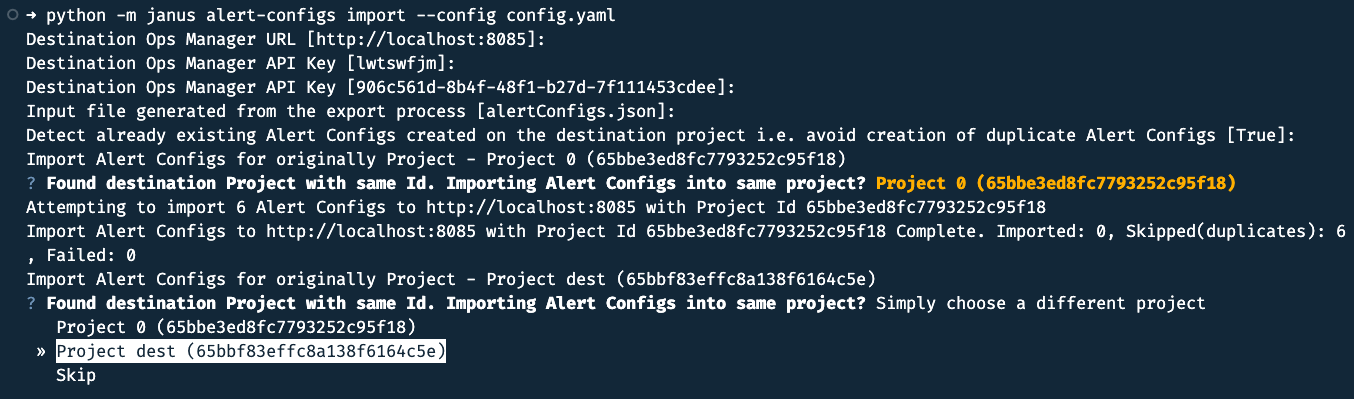 ➜ python -m janus alert-configs import --config config.yaml
Destination Ops Manager URL [http://localhost:8085]:
Destination Ops Manager API Key [lwtswfjm]:
Destination Ops Manager API Key [906c561d-8b4f-48f1-b27d-7f111453cdee]:
Input file generated from the export process [alertConfigs.json]:
Detect already existing Alert Configs created on the destination project i.e. avoid creation of duplicate Alert Configs [True]:
Import Alert Configs for originally Project - Project 0 (65bbe3ed8fc7793252c95f18)
? Found destination Project with same Id. Importing Alert Configs into same project? Project 0 (65bbe3ed8fc7793252c95f18)
Attempting to import 6 Alert Configs to http://localhost:8085 with Project Id 65bbe3ed8fc7793252c95f18
Import Alert Configs to http://localhost:8085 with Project Id 65bbe3ed8fc7793252c95f18 Complete. Imported: 0, Skipped(duplicates): 6
, Failed: 0
Import Alert Configs for originally Project - Project dest (65bbf83effc8a138f6164c5e)
? Found destination Project with same Id. Importing Alert Configs into same project? Simply choose a different project
Project 0 (65bbe3ed8fc7793252c95f18)
» Project dest (65bbf83effc8a138f6164c5e)
Skip